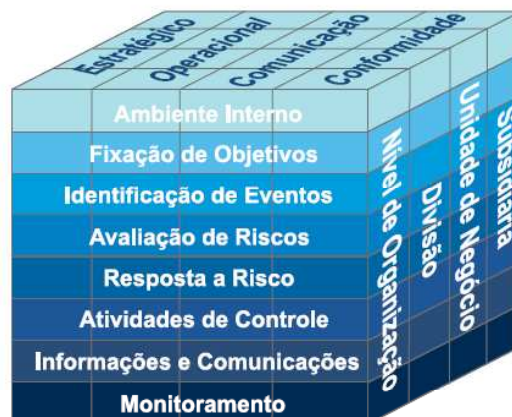 Estratégico
Operacional
Comunicação
Conformidade
Ambiente Interno
Fixação de Objetivos
Identificação de Eventos
Avaliação de Riscos
Resposta a Risco
Atividades de Controle
Informações e Comunicações
Monitoramento
Nível de Organização
Divisão
Unidade de Negócio
Subsidiária